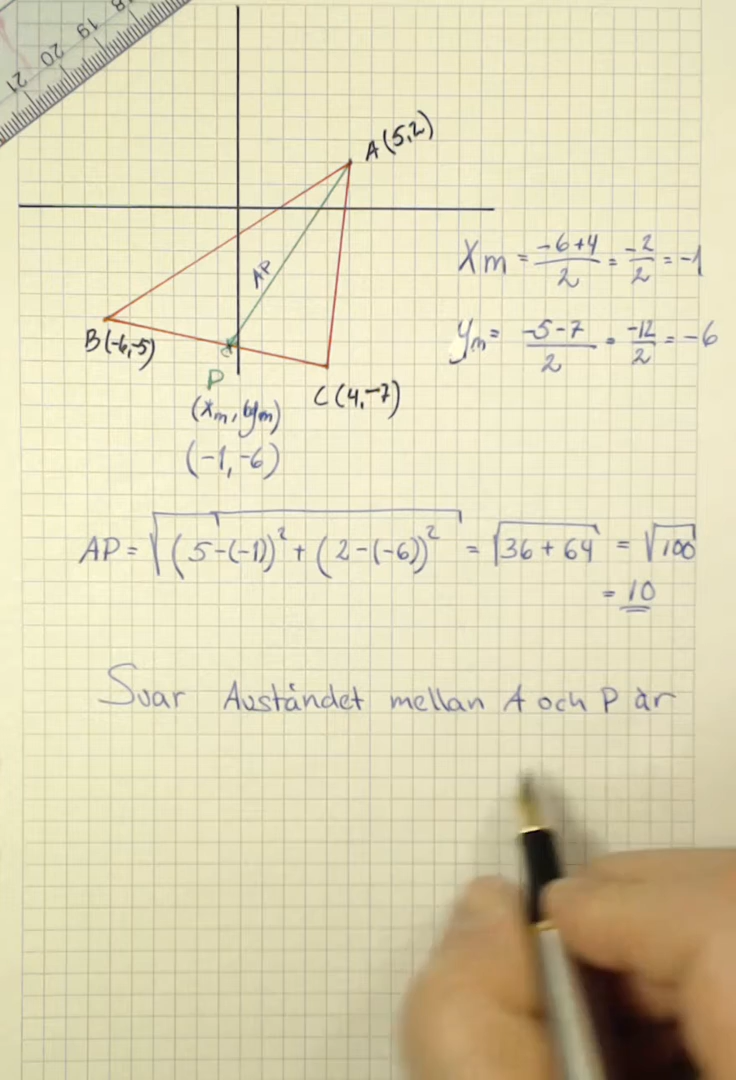 18
19
20
21
A(5,2)
AP
Xm = -6+4/2 = -2/2 = -1
ym = -5-7/2 = -12/2 = -6
B(-6,-5)
P
C(4,-7)
(xm, ym)
(-1,-6)
AP = √(5-(-1))² + (2-(-6))² = √36 + 64 = √100
= 10
Svar Avståndet mellan A och P är